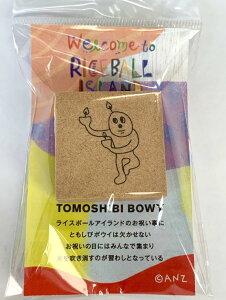 Welcome to
RICEBALL
ISLAND
TOMOSHIBI BOWY
ライスボールアイランドのお祝い事に
ともしびボウイは欠かせない
お祝いの日にはみんなで集まり
を吹き消すのが習わしとなっている
©ANZ